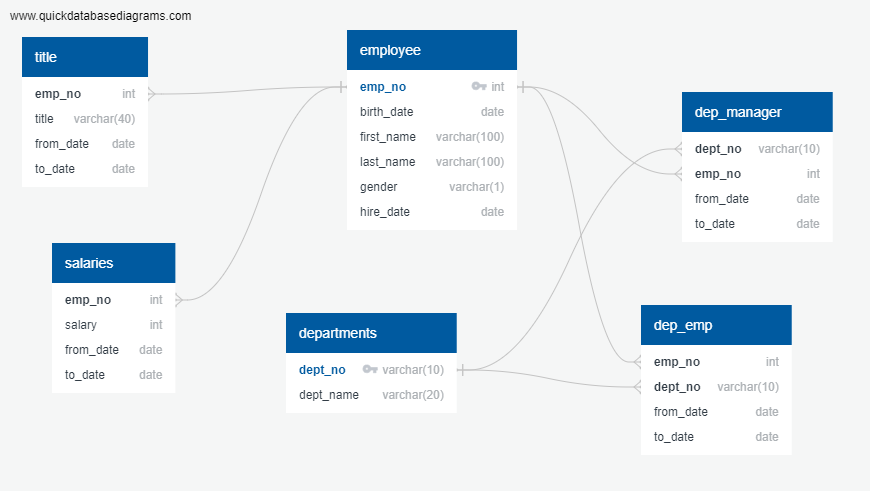 www.quickdatabasediagrams.com
title
emp_no int
title varchar(40)
from_date date
to_date date
employee
emp_no int
birth_date date
first_name varchar(100)
last_name varchar(100)
gender varchar(1)
hire_date date
dep_manager
dept_no varchar(10)
emp_no int
from_date date
to_date date
salaries
emp_no int
salary int
from_date date
to_date date
departments
dept_no varchar(10)
dept_name varchar(20)
dep_emp
emp_no int
dept_no varchar(10)
from_date date
to_date date